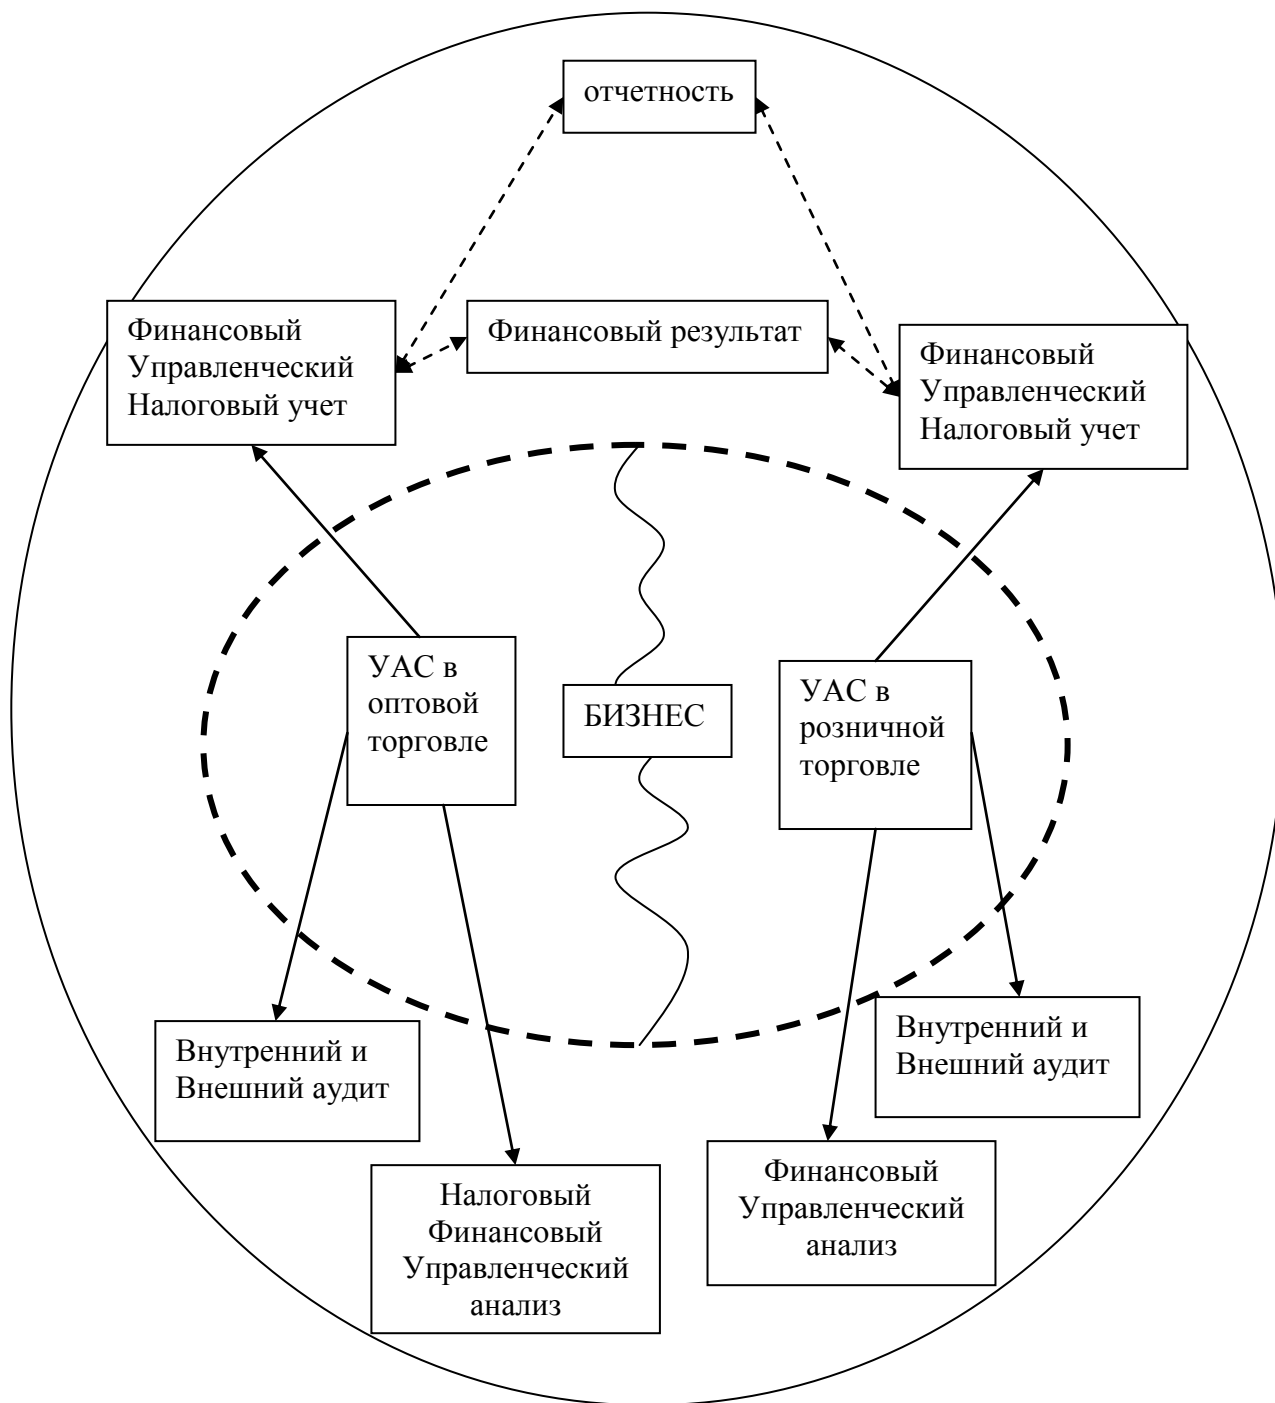 отчетность
Финансовый
Управленческий
Налоговый учет
Финансовый результат
Финансовый
Управленческий
Налоговый учет
УАС в
оптовой
торговле
БИЗНЕС
УАС в
розничной
торговле
Внутренний и
Внешний аудит
Внутренний и
Внешний аудит
Налоговый
Финансовый
Управленческий
анализ
Финансовый
Управленческий
анализ